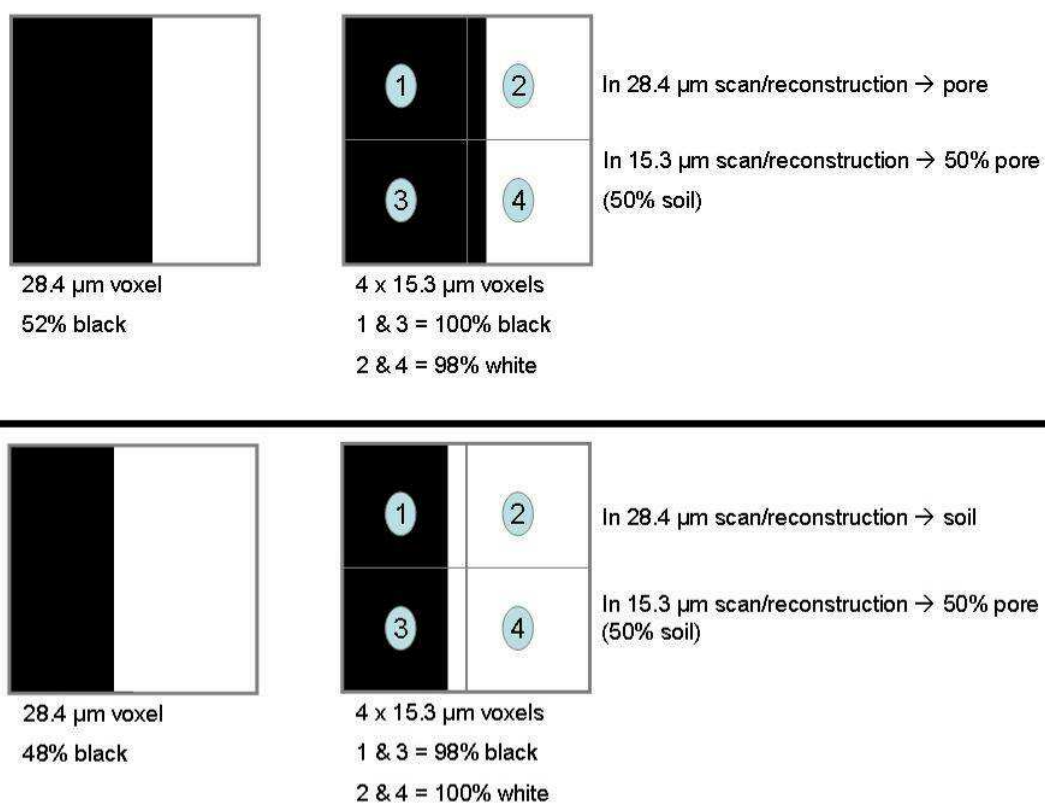 1
2
In 28.4 µm scan/reconstruction → pore
In 15.3 µm scan/reconstruction → 50% pore
(50% soil)
3
4
28.4 µm voxel
52% black
4 x 15.3 µm voxels
1 & 3 = 100% black
2 & 4 = 98% white
1
2
In 28.4 µm scan/reconstruction → soil
In 15.3 µm scan/reconstruction → 50% pore
(50% soil)
3
4
28.4 µm voxel
48% black
4 x 15.3 µm voxels
1 & 3 = 98% black
2 & 4 = 100% white